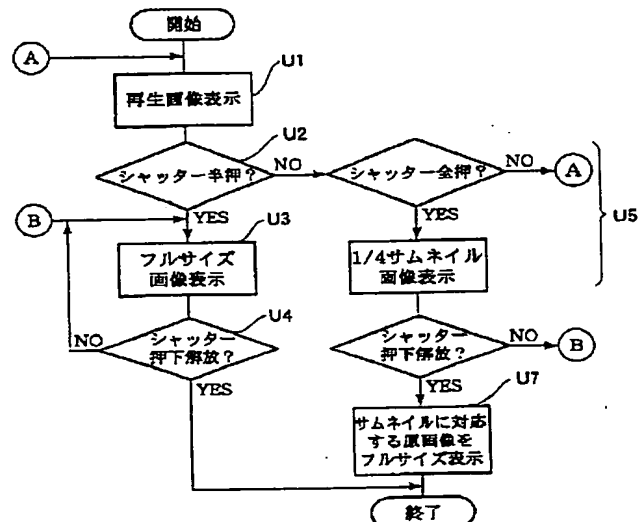 開始
A
U1
再生画像表示
U2
シャッター半押?
NO
シャッター全押?
NO
A
U5
B
YES
U3
YES
フルサイズ
画像表示
1/4サムネイル
画像表示
U4
NO
シャッター
押下解放?
シャッター
押下解放?
NO
B
YES
YES
U7
サムネイルに対応
する原画像を
フルサイズ表示
終了